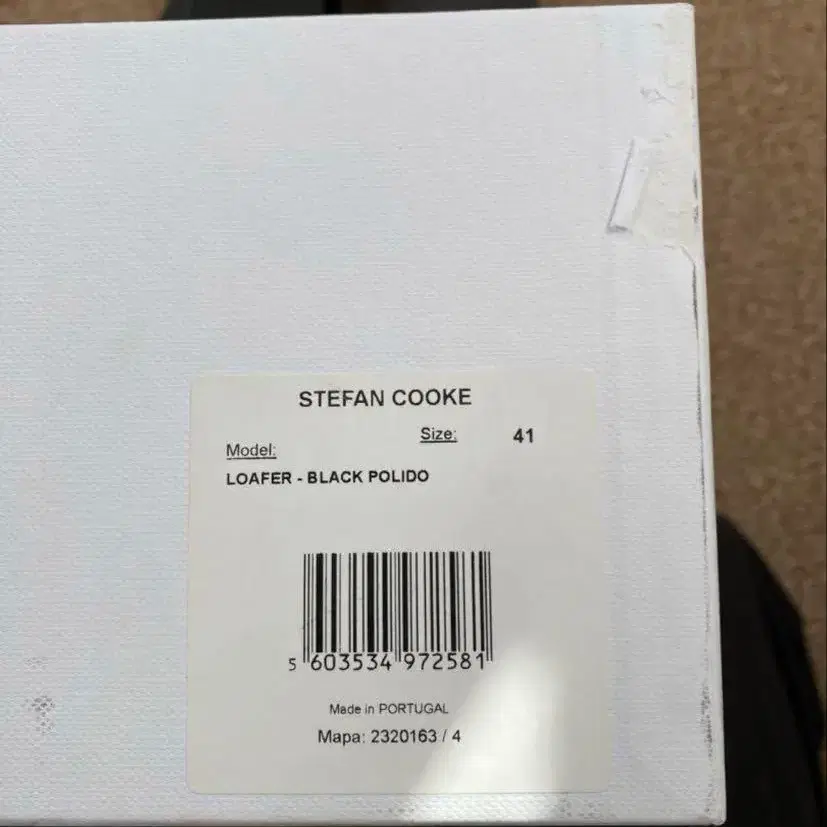 STEFAN COOKE
Size: 41
Model:
LOAFER - BLACK POLIDO
5 603534 972581
Made in PORTUGAL
Mapa: 2320163 / 4